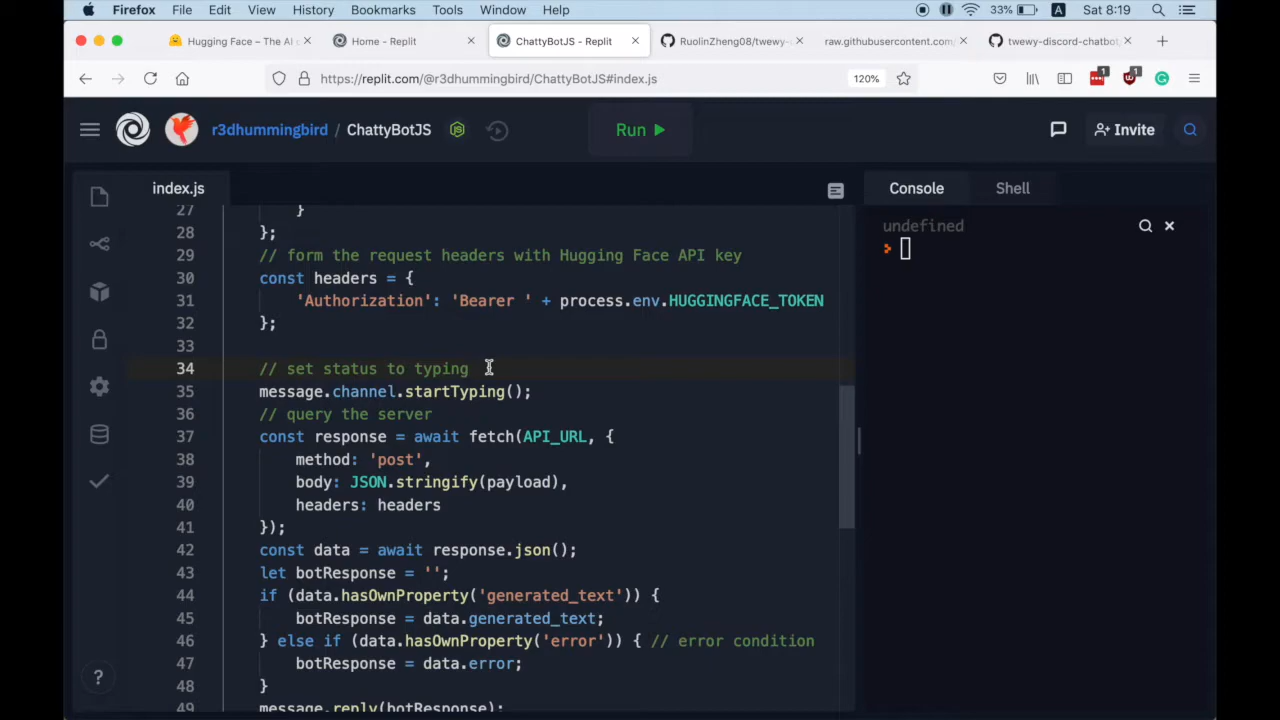 Firefox File Edit View History Bookmarks Tools Window Help 33% A Sat 8:19
Hugging Face – The AI c Home - Replit ChattyBotJS - Replit RuolinZheng08/twewy- raw.githubusercontent.com/ twewy-discord-chatbot/
https://replit.com/@r3dhummingbird/ChattyBotJS#index.js 120% 1 1
r3dhummingbird / ChattyBotJS Run Invite
index.js Console Shell
undefined
27 }
28 };
29 // form the request headers with Hugging Face API key
30 const headers = {
31 'Authorization': 'Bearer ' + process.env.HUGGINGFACE_TOKEN
32 };
33
34 // set status to typing
35 message.channel.startTyping();
36 // query the server
37 const response = await fetch(API_URL, {
38 method: 'post',
39 body: JSON.stringify(payload),
40 headers: headers
41 });
42 const data = await response.json();
43 let botResponse = '';
44 if (data.hasOwnProperty('generated_text')) {
45 botResponse = data.generated_text;
46 } else if (data.hasOwnProperty('error')) { // error condition
47 botResponse = data.error;
48 }
49 message.reply(botResponse);